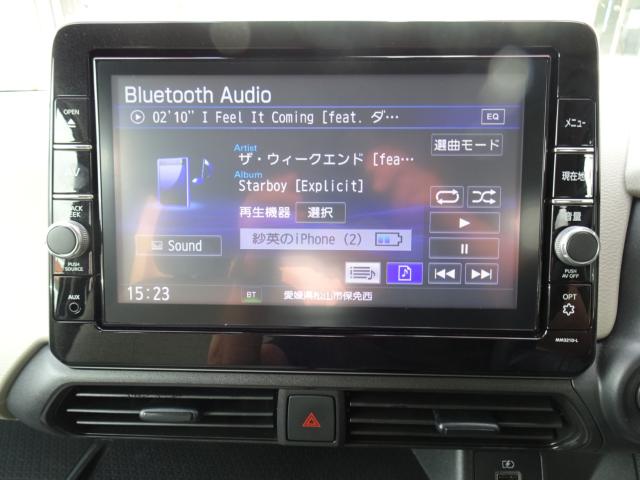 Bluetooth Audio
02'10" I Feel It Coming [feat. ダ…
EQ
Artist
ザ・ウィークエンド [fea…
選曲モード
Album
Starboy [Explicit]
再生機器 選択
Sound
紗英のiPhone (2)
15:23
BT
愛媛県松山市保免西
OPEN
AV
TRACK
SEEK
PUSH
SOURCE
AUX
メニュー
現在地
音量
PUSH
AV OFF
OPT
MM321D-L